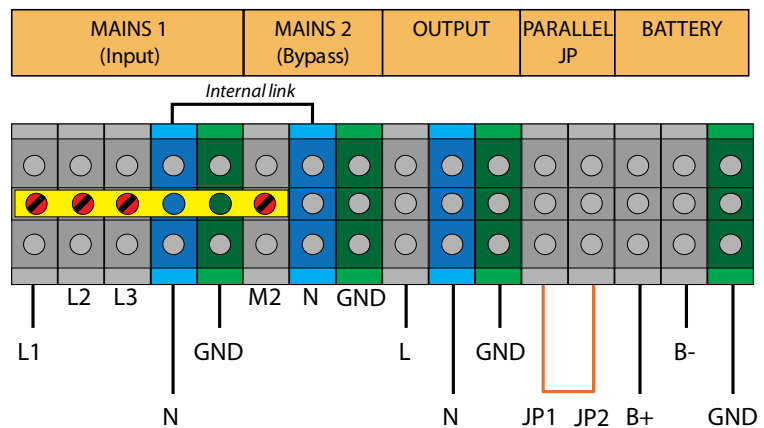 MAINS 1
(Input)
MAINS 2
(Bypass)
OUTPUT
PARALLEL
JP
BATTERY
Internal link
L2 L3 M2 N GND
L1 GND L GND B-
N N JP1 JP2 B+ GND